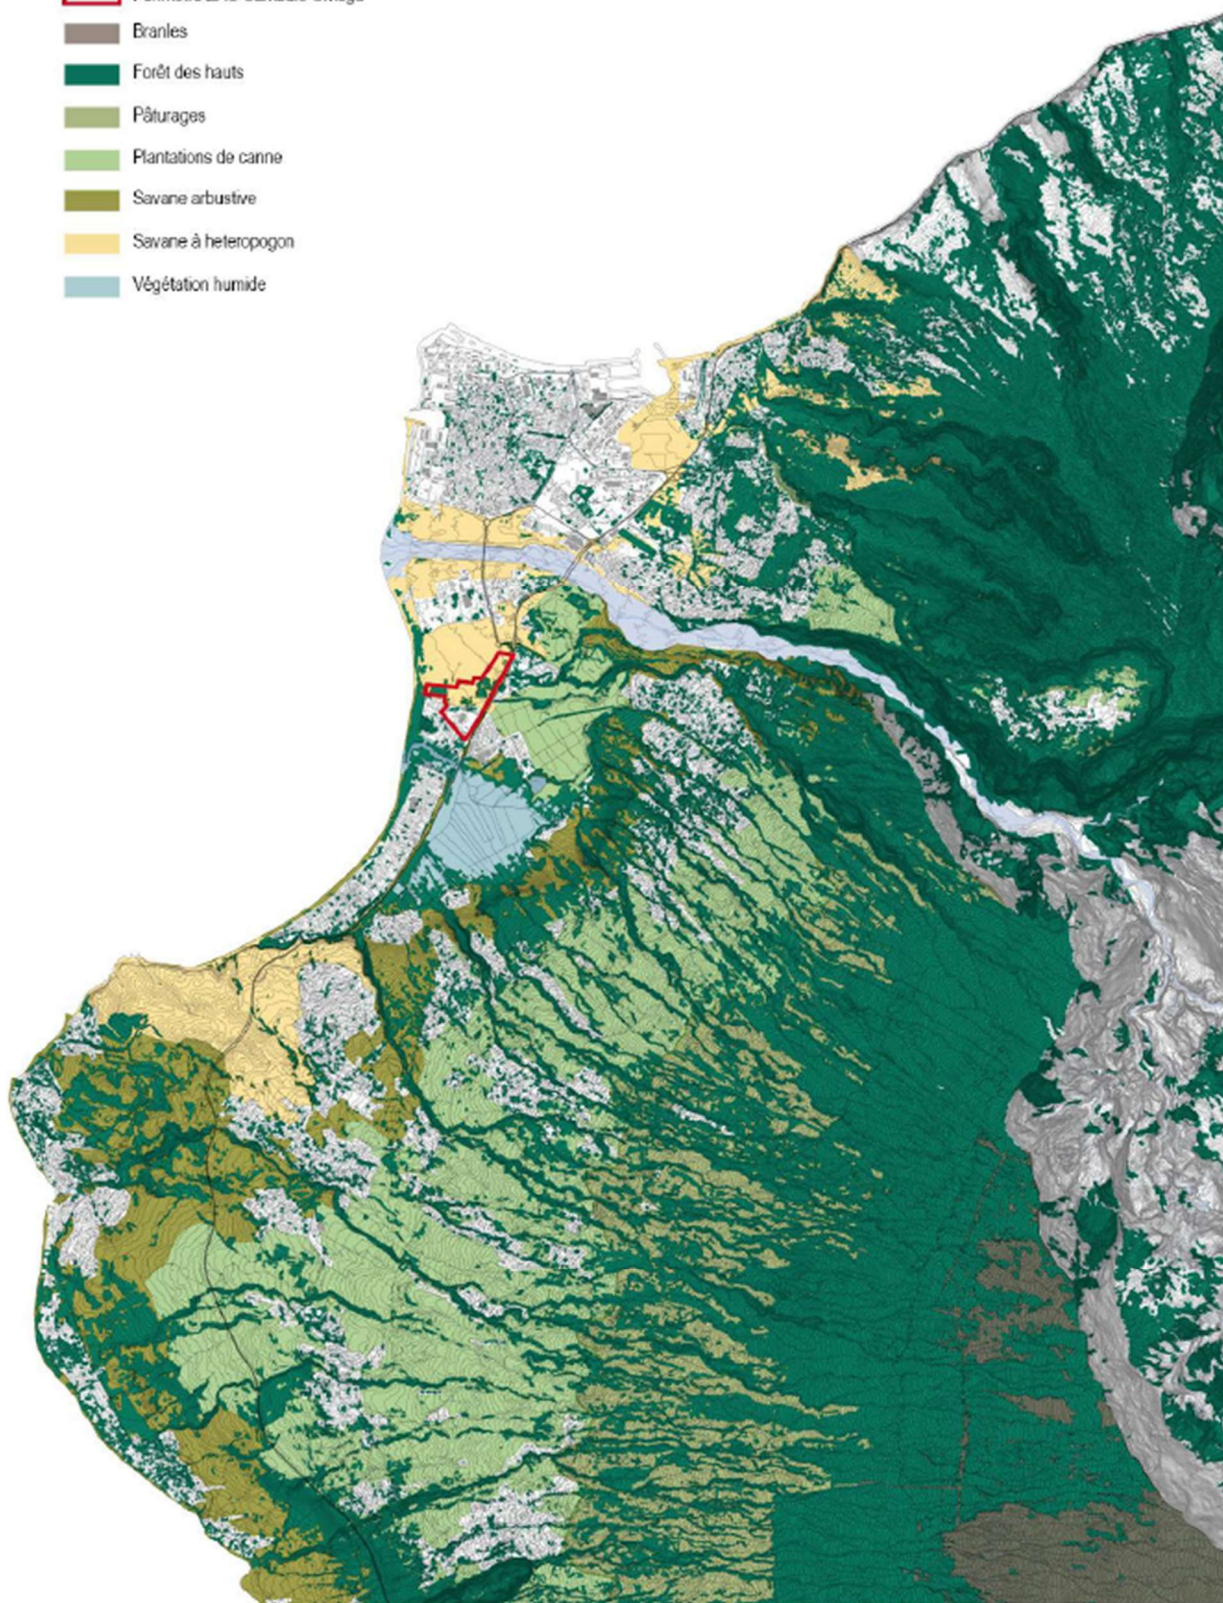 Branles
Forêt des hauts
Pâturages
Plantations de canne
Savane arbustive
Savane à heteropogon
Végétation humide